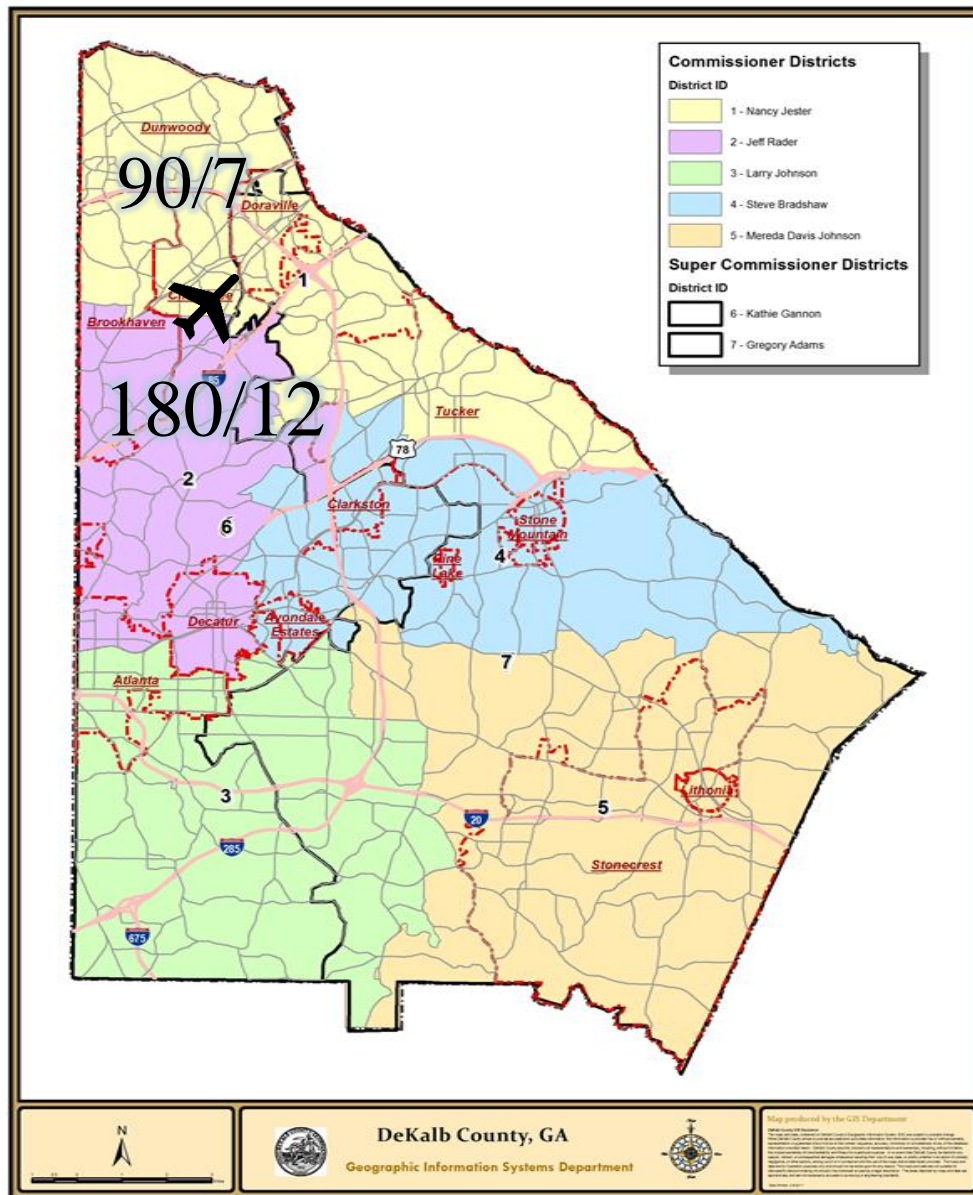 Commissioner Districts
District ID
1 - Nancy Jester
2 - Jeff Rader
3 - Larry Johnson
4 - Steve Bradshaw
5 - Mereda Davis Johnson
Super Commissioner Districts
District ID
6 - Kathie Gannon
7 - Gregory Adams
Dunwoody
90/7
Doraville
1
Brookhaven
180/12
Tucker
78
2
Clarkston
6
Stone
Mountain
4
Lake
Decatur
Avondale
Estates
7
Atlanta
3
5
20
285
Stonecrest
675
N
DeKalb County, GA
Geographic Information Systems Department
Map produced by the GIS Department